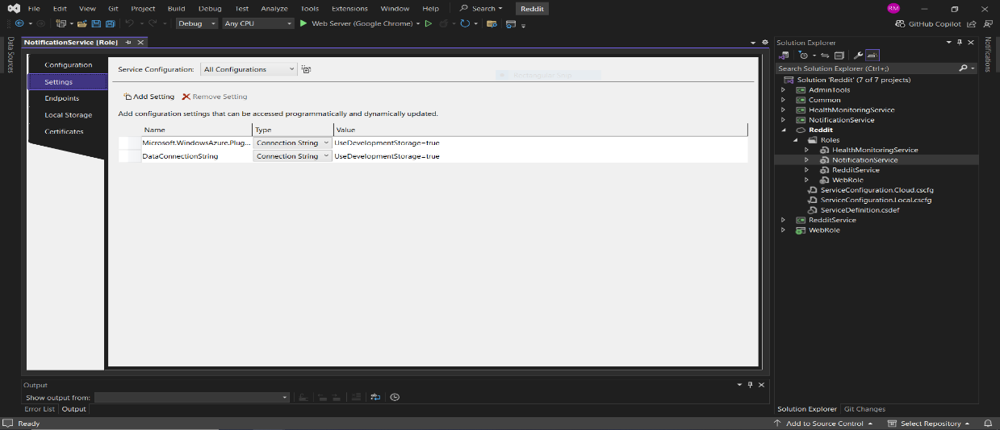 File Edit View Git Project Build Debug Test Analyze Tools Extensions Window Help Search Reddit RM
Debug Any CPU Web Server (Google Chrome) GitHub Copilot
Data Sources
NotificationService [Role]
Configuration
Settings
Endpoints
Local Storage
Certificates
Service Configuration: All Configurations
Add Setting Remove Setting
Add configuration settings that can be accessed programmatically and dynamically updated.
Name Type Value
Microsoft.WindowsAzure.Plug... Connection String UseDevelopmentStorage=true
DataConnectionString Connection String UseDevelopmentStorage=true
Output
Show output from:
Error List Output
Solution Explorer
Search Solution Explorer (Ctrl+;)
Solution 'Reddit' (7 of 7 projects)
AdminTools
Common
HealthMonitoringService
NotificationService
Reddit
Roles
HealthMonitoringService
NotificationService
RedditService
WebRole
ServiceConfiguration.Cloud.cscfg
ServiceConfiguration.Local.cscfg
ServiceDefinition.csdef
RedditService
WebRole
Solution Explorer Git Changes
Notifications
Ready Add to Source Control Select Repository